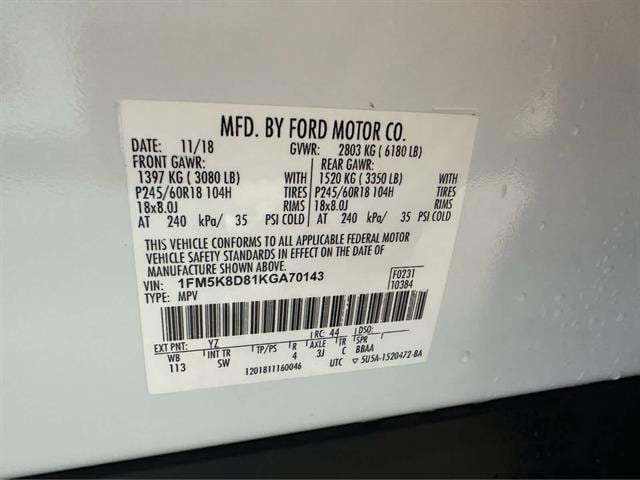 MFD. BY FORD MOTOR CO.
DATE: 11/18 GVWR: 2803 KG ( 6180 LB)
FRONT GAWR: REAR GAWR:
1397 KG ( 3080 LB) WITH 1520 KG ( 3350 LB) WITH
P245/60R18 104H TIRES P245/60R18 104H TIRES
18x8.0J RIMS 18x8.0J RIMS
AT 240 kPa/ 35 PSI COLD AT 240 kPa/ 35 PSI COLD
THIS VEHICLE CONFORMS TO ALL APPLICABLE FEDERAL MOTOR
VEHICLE SAFETY STANDARDS IN EFFECT ON THE DATE OF
MANUFACTURE SHOWN ABOVE.
VIN: 1FM5K8D81KGA70143 F0231
TYPE: MPV 10384
EXT PNT: YZ RC: 44 DSO:
WB INT TR TP/PS R AXLE TR SPR
113 SW 4 3J C BBAA
1201811160046 UTC ▽ 5U5A-1520472-BA